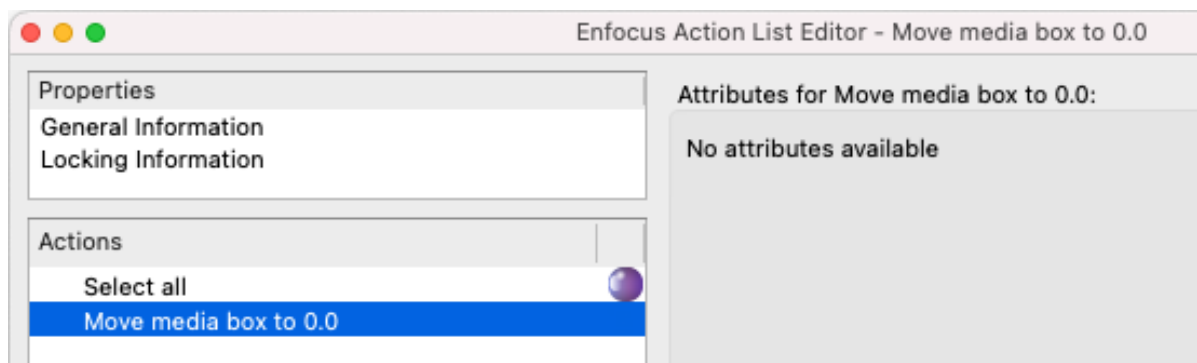 Enfocus Action List Editor - Move media box to 0.0
Properties
General Information
Locking Information
Actions
Select all
Move media box to 0.0
Attributes for Move media box to 0.0:
No attributes available